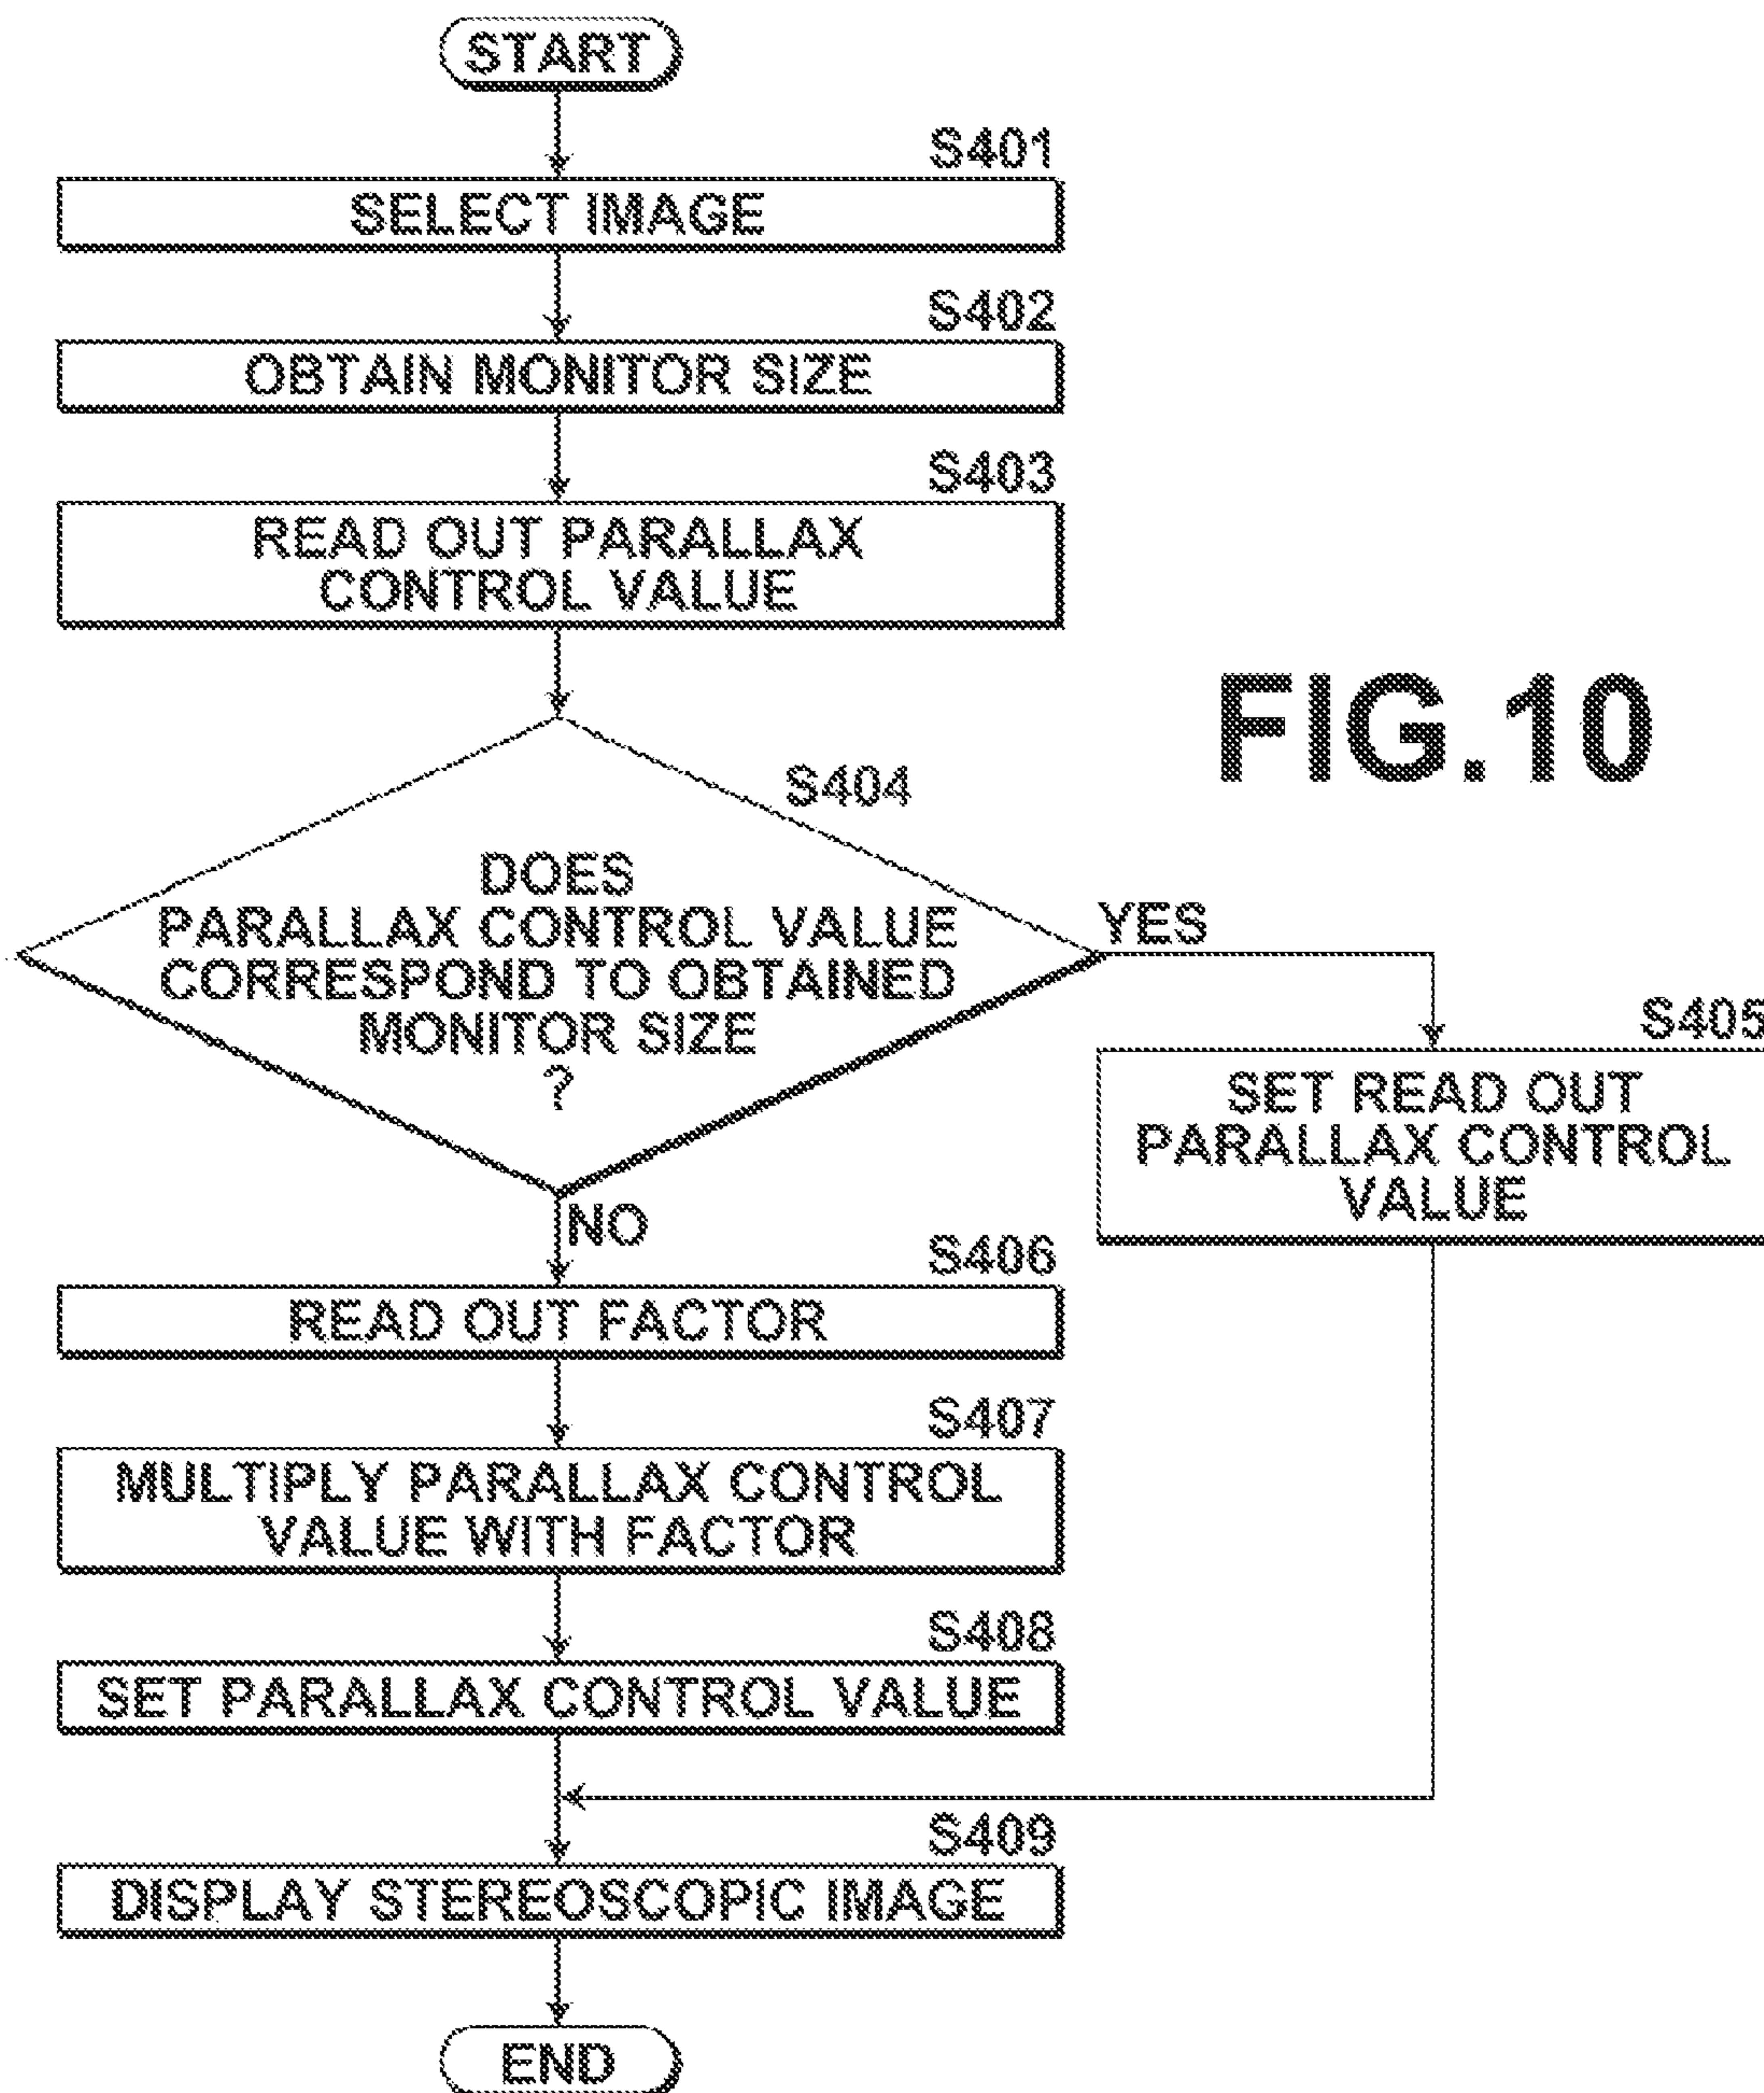 START
S401
SELECT IMAGE
S402
OBTAIN MONITOR SIZE
S403
READ OUT PARALLAX
CONTROL VALUE
FIG.10
S404
DOES
PARALLAX CONTROL VALUE
CORRESPOND TO OBTAINED
MONITOR SIZE
?
YES
S405
SET READ OUT
PARALLAX CONTROL
VALUE
NO
S406
READ OUT FACTOR
S407
MULTIPLY PARALLAX CONTROL
VALUE WITH FACTOR
S408
SET PARALLAX CONTROL VALUE
S409
DISPLAY STEREOSCOPIC IMAGE
END